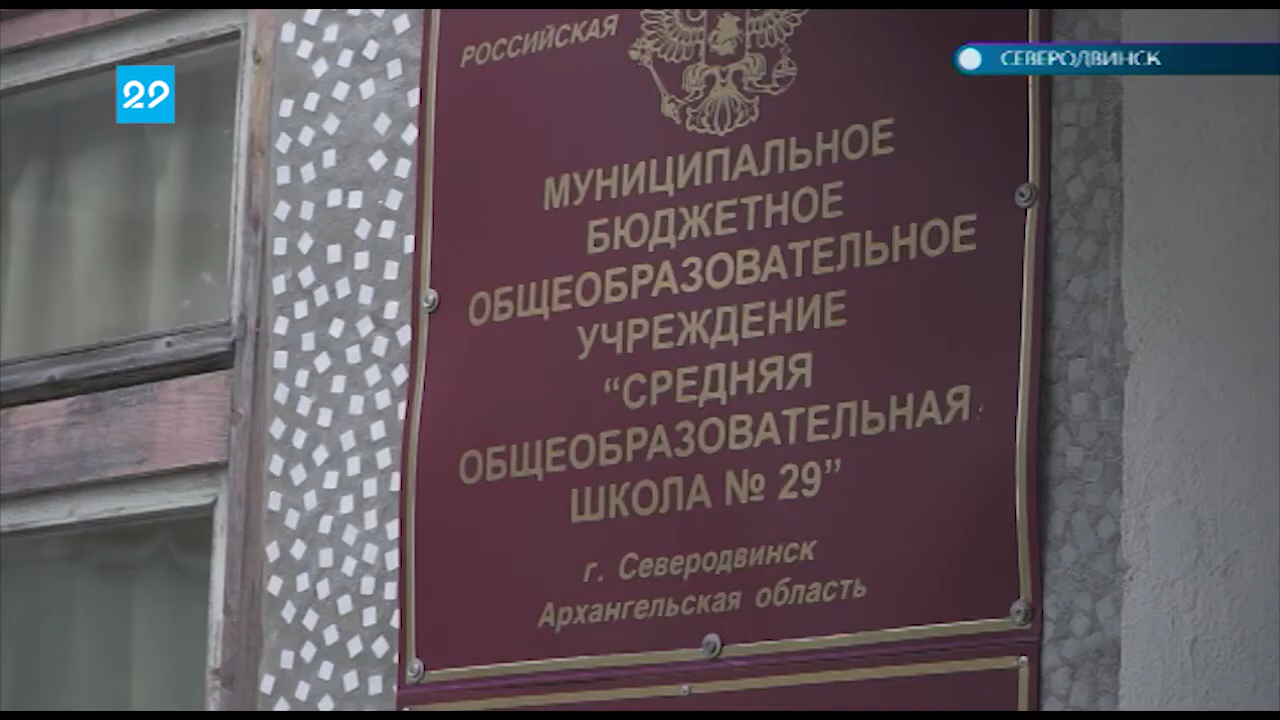 29
СЕВЕРОДВИНСК
РОССИЙСКАЯ
МУНИЦИПАЛЬНОЕ
БЮДЖЕТНОЕ
ОБЩЕОБРАЗОВАТЕЛЬНОЕ
УЧРЕЖДЕНИЕ
“СРЕДНЯЯ
ОБЩЕОБРАЗОВАТЕЛЬНАЯ
ШКОЛА № 29”
г. Северодвинск
Архангельская область